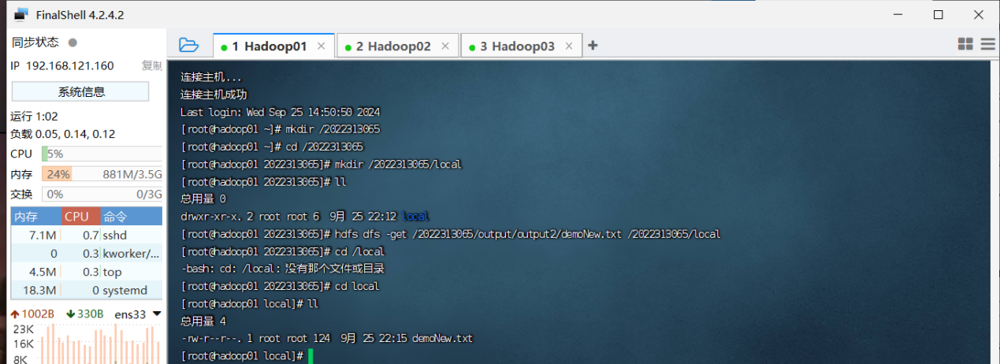 FinalShell 4.2.4.2
同步状态
IP 192.168.121.160 复制
系统信息
运行 1:02
负载 0.05, 0.14, 0.12
CPU 5%
内存 24% 881M/3.5G
交换 0% 0/3G
内存 CPU 命令
7.1M 0.7 sshd
0 0.3 kworker/...
4.5M 0.3 top
18.3M 0 systemd
1002B 330B ens33
23K
16K
8K
1 Hadoop01
2 Hadoop02
3 Hadoop03
连接主机...
连接主机成功
Last login: Wed Sep 25 14:50:50 2024
[root@hadoop01 ~]# mkdir /2022313065
[root@hadoop01 ~]# cd /2022313065
[root@hadoop01 2022313065]# mkdir /2022313065/local
[root@hadoop01 2022313065]# ll
总用量 0
drwxr-xr-x. 2 root root 6 9月 25 22:12 local
[root@hadoop01 2022313065]# hdfs dfs -get /2022313065/output/output2/demoNew.txt /2022313065/local
[root@hadoop01 2022313065]# cd /local
-bash: cd: /local: 没有那个文件或目录
[root@hadoop01 2022313065]# cd local
[root@hadoop01 local]# ll
总用量 4
-rw-r--r--. 1 root root 124 9月 25 22:15 demoNew.txt
[root@hadoop01 local]#